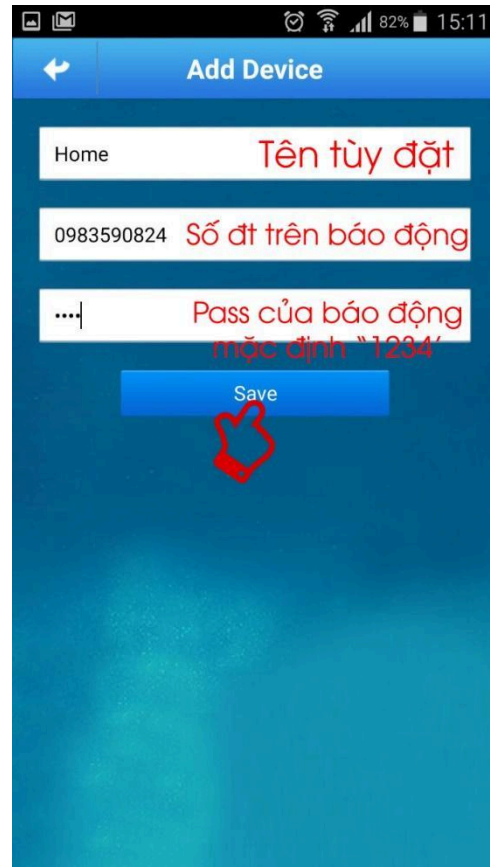 82% 15:11
Add Device
Home Tên tùy đặt
0983590824 Số đt trên báo động
•••• Pass của báo động
mặc định "1234'
Save